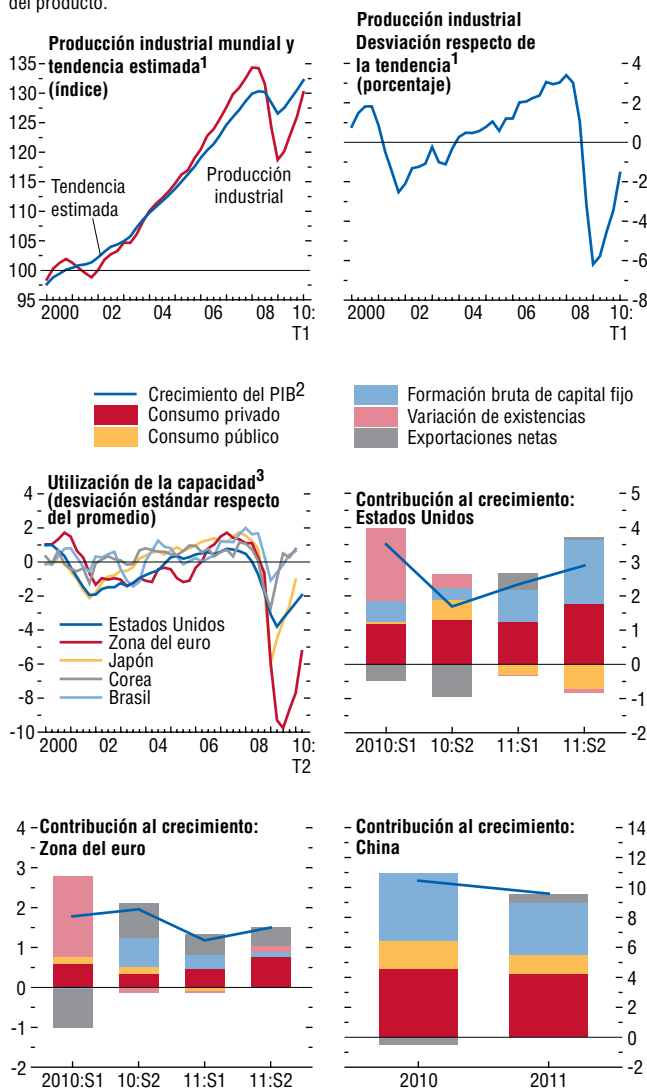 del producto.
Producción industrial mundial y
tendencia estimada1
(índice)
135
130
125
120
115
110
105
100
95
Tendencia
estimada
Producción
industrial
2000 02 04 06 08 10:
T1
Producción industrial
Desviación respecto de
la tendencia1
(porcentaje)
4
2
0
-2
-4
-6
-8
2000 02 04 06 08 10:
T1
Crecimiento del PIB2
Consumo privado
Consumo público
Formación bruta de capital fijo
Variación de existencias
Exportaciones netas
Utilización de la capacidad3
(desviación estándar respecto
del promedio)
4
2
0
-2
-4
-6
-8
-10
Estados Unidos
Zona del euro
Japón
Corea
Brasil
2000 02 04 06 08 10:
T2
Contribución al crecimiento:
Estados Unidos
5
4
3
2
1
0
-1
-2
2010:S1 10:S2 11:S1 11:S2
Contribución al crecimiento:
Zona del euro
4
3
2
1
0
-1
-2
2010:S1 10:S2 11:S1 11:S2
Contribución al crecimiento:
China
14
12
10
8
6
4
2
0
-2
2010 2011